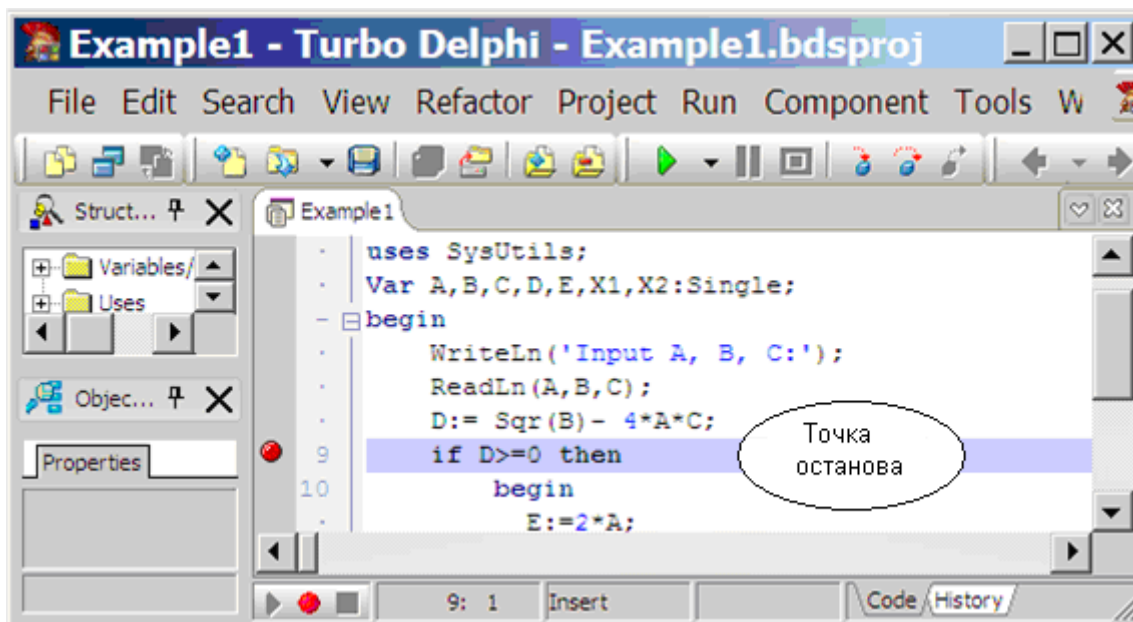 Example1 - Turbo Delphi - Example1.bdsproj
File Edit Search View Refactor Project Run Component Tools W
Struct...
Example1
Variables/
Uses
Objec...
Properties
uses SysUtils;
Var A,B,C,D,E,X1,X2:Single;
begin
WriteLn('Input A, B, C:');
ReadLn(A,B,C);
D:= Sqr(B)- 4*A*C;
9 if D>=0 then
10 begin
E:=2*A;
Точка
останова
9: 1 Insert
Code History